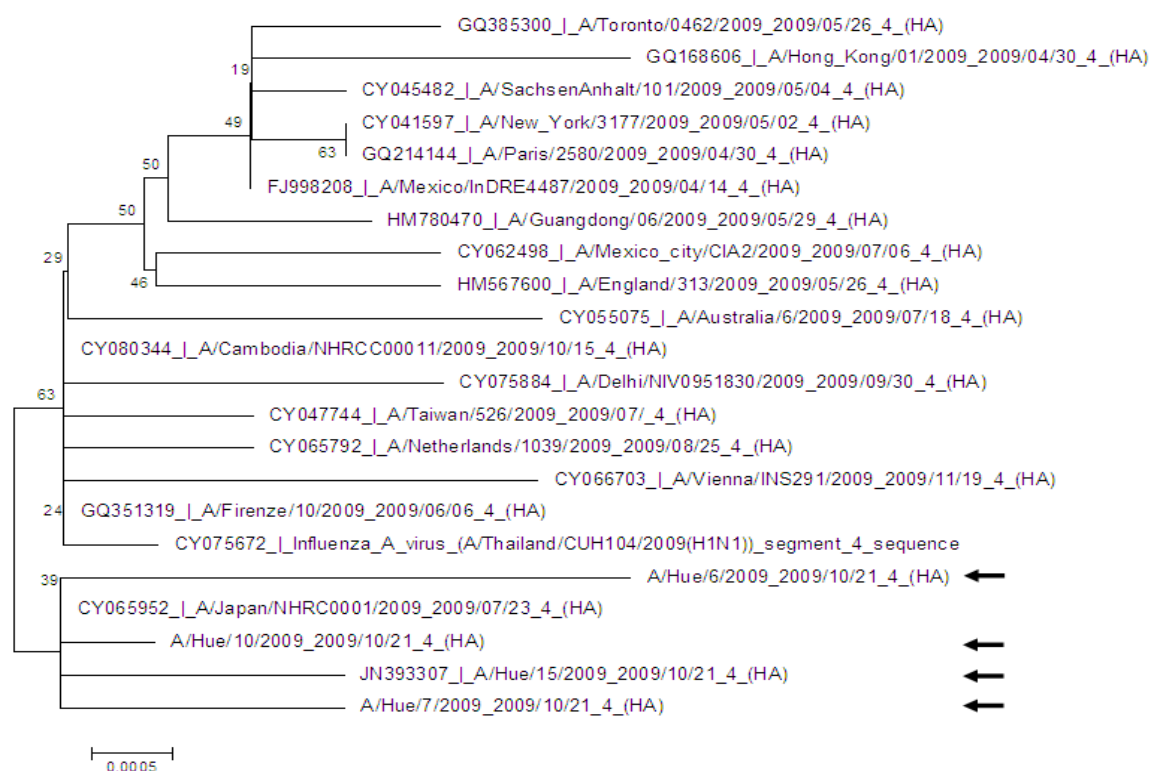 GQ385300_|_A/Toronto/0462/2009_2009/05/26_4_(HA)
GQ168606_|_A/Hong_Kong/01/2009_2009/04/30_4_(HA)
19
CY045482_|_A/SachsenAnhalt/101/2009_2009/05/04_4_(HA)
49
CY041597_|_A/New_York/3177/2009_2009/05/02_4_(HA)
63
GQ214144_|_A/Paris/2580/2009_2009/04/30_4_(HA)
50
FJ998208_|_A/Mexico/InDRE4487/2009_2009/04/14_4_(HA)
50
HM780470_|_A/Guangdong/06/2009_2009/05/29_4_(HA)
29
CY062498_|_A/Mexico_city/CIA2/2009_2009/07/06_4_(HA)
46
HM567600_|_A/England/313/2009_2009/05/26_4_(HA)
CY055075_|_A/Australia/6/2009_2009/07/18_4_(HA)
CY080344_|_A/Cambodia/NHRCC00011/2009_2009/10/15_4_(HA)
CY075884_|_A/Delhi/NIV0951830/2009_2009/09/30_4_(HA)
63
CY047744_|_A/Taiwan/526/2009_2009/07/_4_(HA)
CY065792_|_A/Netherlands/1039/2009_2009/08/25_4_(HA)
CY066703_|_A/Vienna/INS291/2009_2009/11/19_4_(HA)
24
GQ351319_|_A/Firenze/10/2009_2009/06/06_4_(HA)
CY075672_|_Influenza_A_virus_(A/Thailand/CUH104/2009(H1N1))_segment_4_sequence
39
A/Hue/6/2009_2009/10/21_4_(HA)
CY065952_|_A/Japan/NHRC0001/2009_2009/07/23_4_(HA)
A/Hue/10/2009_2009/10/21_4_(HA)
JN393307_|_A/Hue/15/2009_2009/10/21_4_(HA)
A/Hue/7/2009_2009/10/21_4_(HA)
0.0005